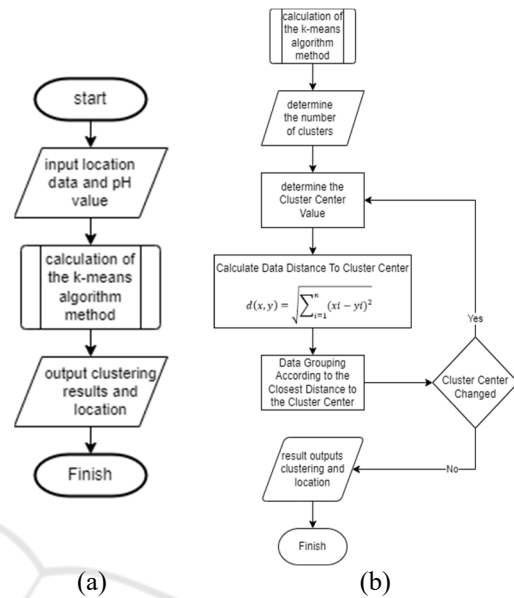 start
input location
data and pH
value
calculation of
the k-means
algorithm
method
output clustering
results and
location
Finish
(a)
calculation of
the k-means
algorithm
method
determine
the number
of clusters
determine the
Cluster Center
Value
Calculate Data Distance To Cluster Center
d(x, y) = √∑ⁿᵢ₌₁ (xi − yi)²
Data Grouping
According to the
Closest Distance to
the Cluster Center
Yes
Cluster Center
Changed
No
result outputs
clustering and
location
Finish
(b)